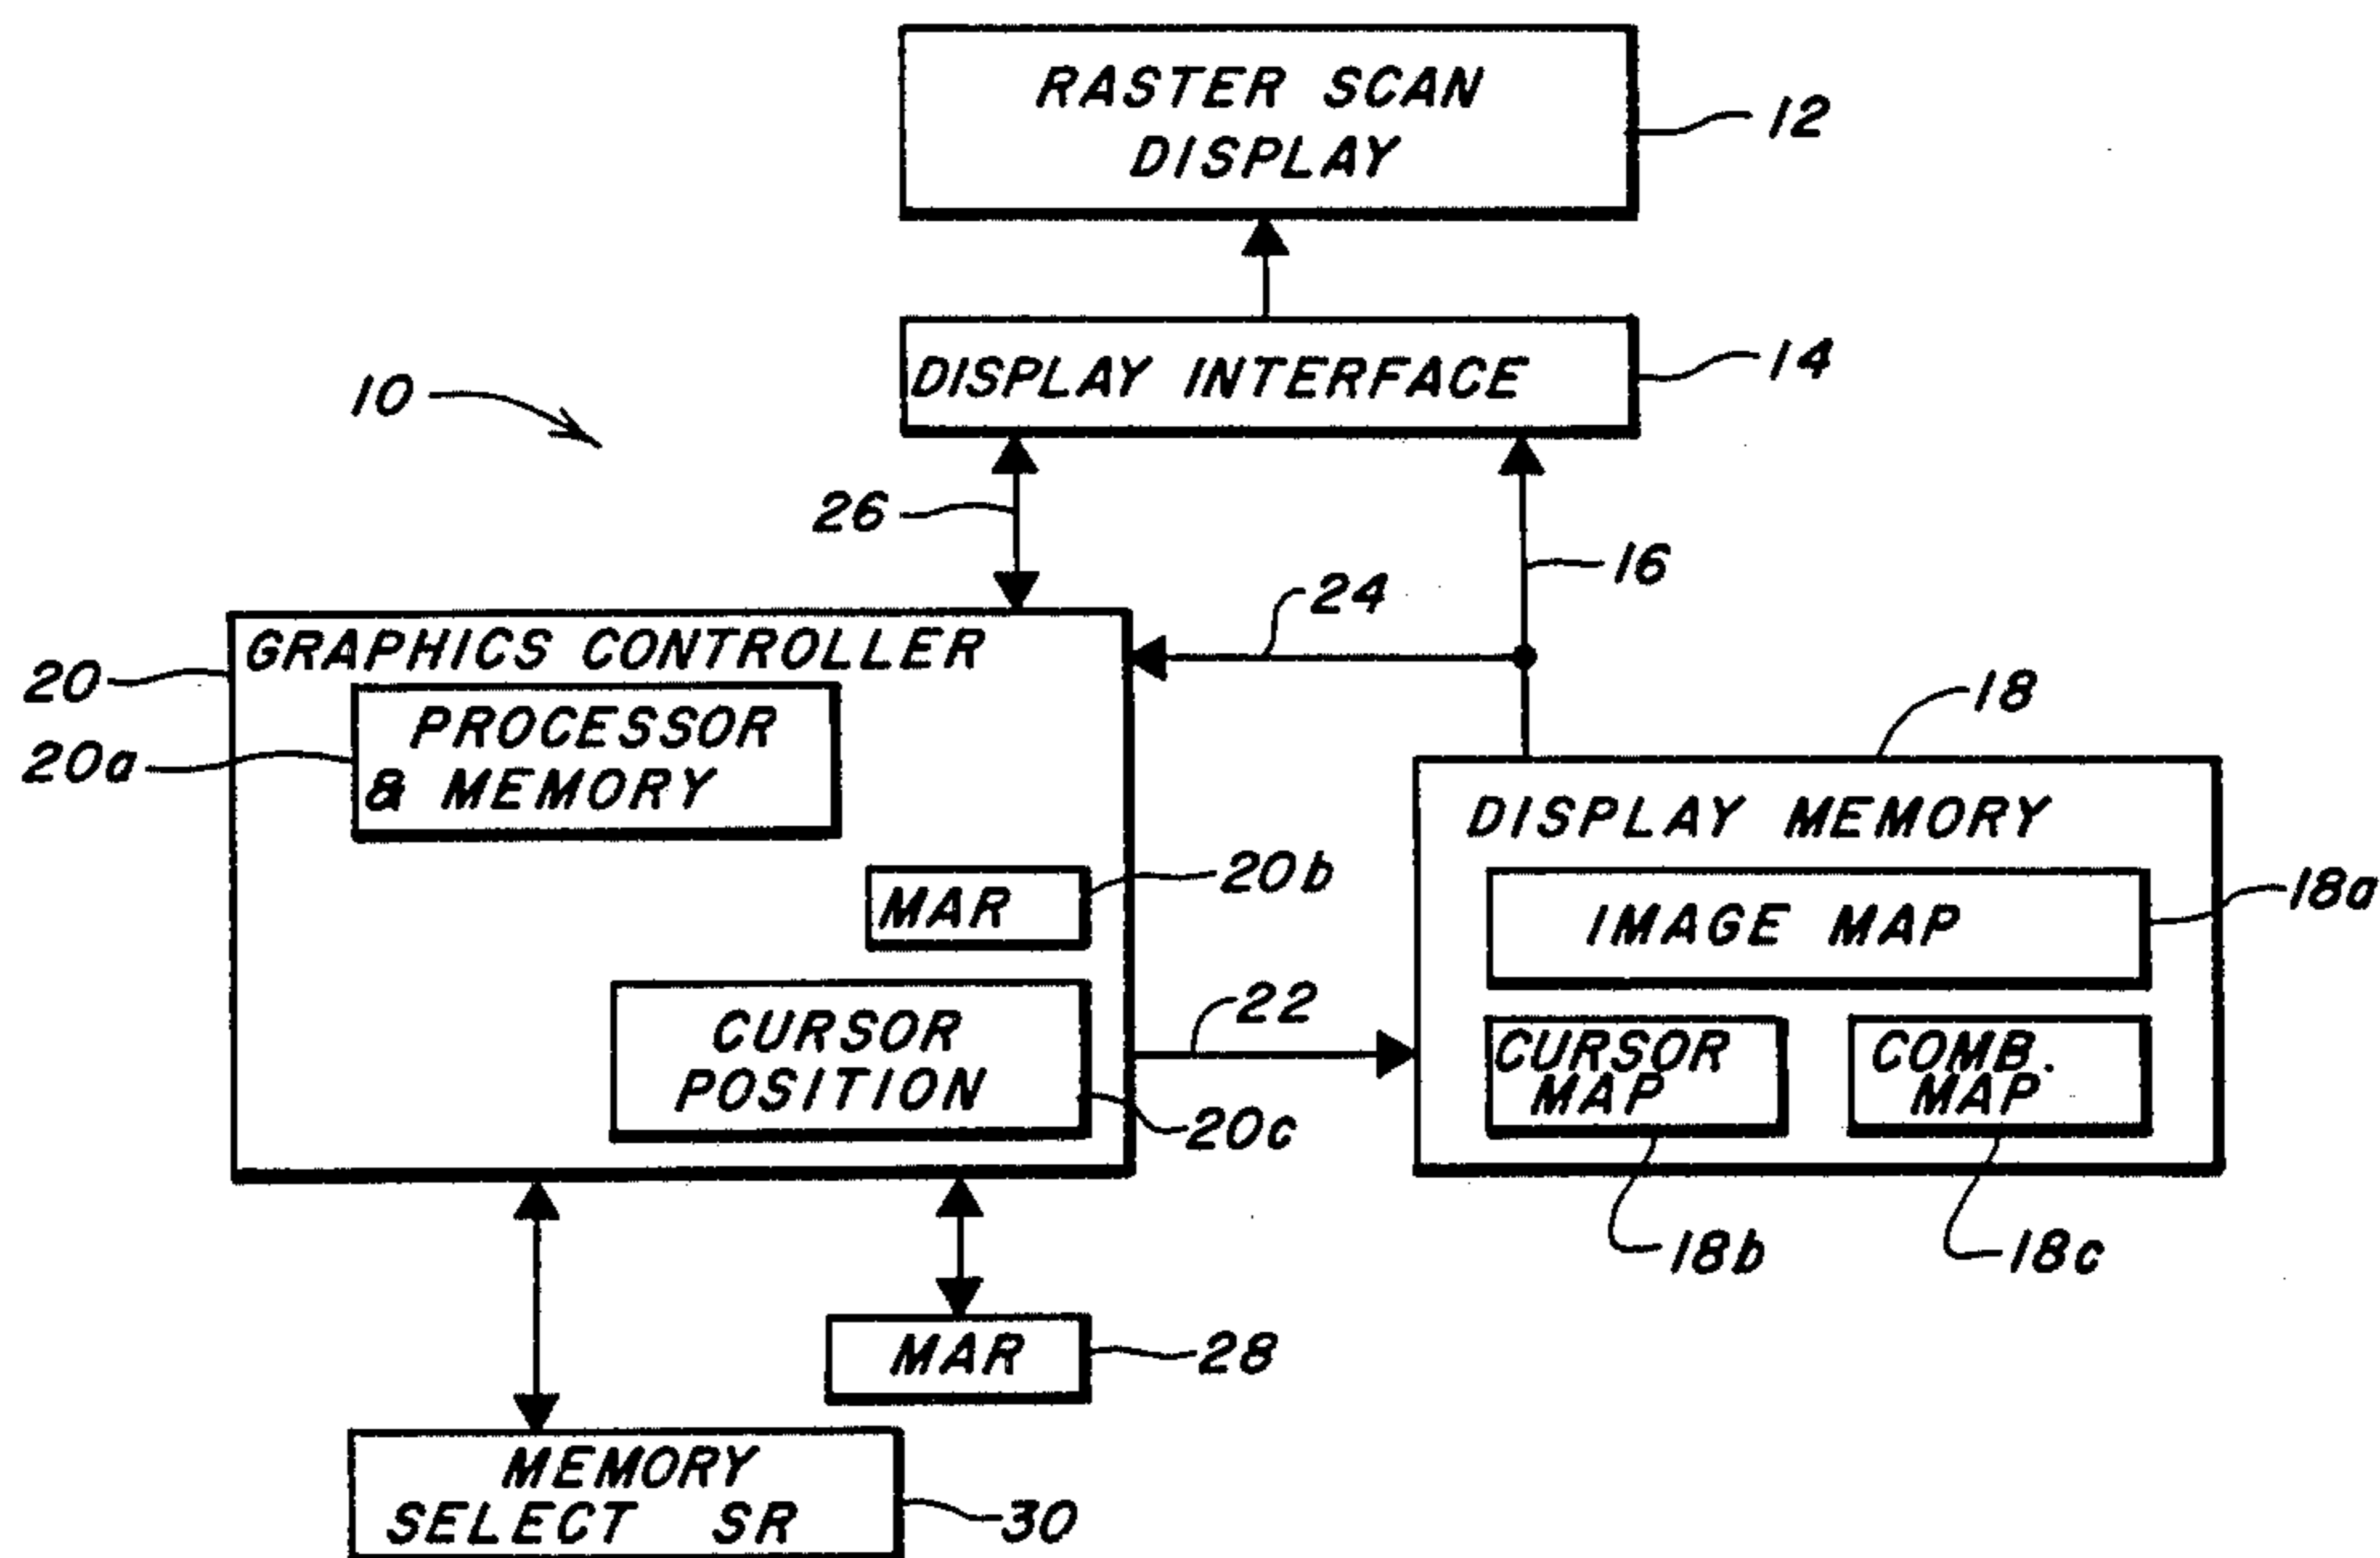 RASTER SCAN
DISPLAY
12
DISPLAY INTERFACE
14
10
26
16
24
GRAPHICS CONTROLLER
20
PROCESSOR
& MEMORY
20a
18
DISPLAY MEMORY
MAR
20b
IMAGE MAP
18a
CURSOR
POSITION
20c
22
CURSOR
MAP
COMB.
MAP
18b
18c
MAR
28
MEMORY
SELECT SR
30